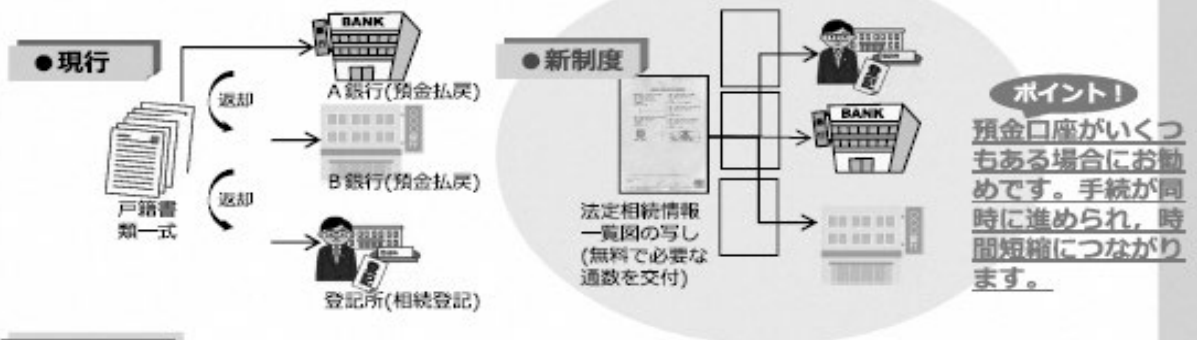 ●現行
BANK
A銀行(預金払戻)
返却
B銀行(預金払戻)
返却
戸籍書
類一式
登記
登記所(相続登記)
●新制度
法定相続情報
一覧図の写し
(無料で必要な
通数を交付)
登記
BANK
ポイント!
預金口座がいくつ
もある場合にお勧
めです。手続が同
時に進められ，時
間短縮につながり
ます。